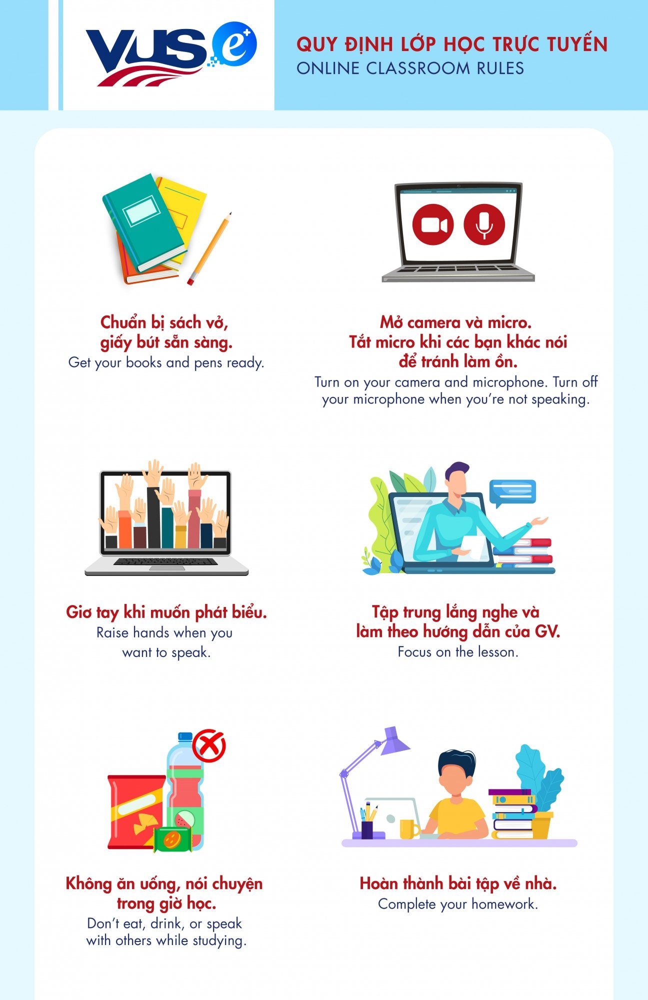 VUS e+
QUY ĐỊNH LỚP HỌC TRỰC TUYẾN
ONLINE CLASSROOM RULES
Chuẩn bị sách vở,
giấy bút sẵn sàng.
Get your books and pens ready.
Mở camera và micro.
Tắt micro khi các bạn khác nói
để tránh làm ồn.
Turn on your camera and microphone. Turn off
your microphone when you're not speaking.
Giơ tay khi muốn phát biểu.
Raise hands when you
want to speak.
Tập trung lắng nghe và
làm theo hướng dẫn của GV.
Focus on the lesson.
Không ăn uống, nói chuyện
trong giờ học.
Don't eat, drink, or speak
with others while studying.
Hoàn thành bài tập về nhà.
Complete your homework.